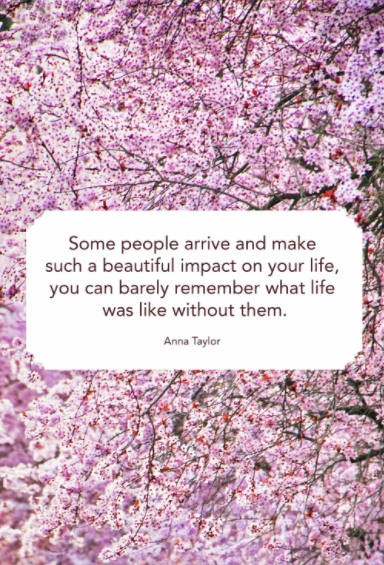 Some people arrive and make
such a beautiful impact on your life,
you can barely remember what life
was like without them.
Anna Taylor